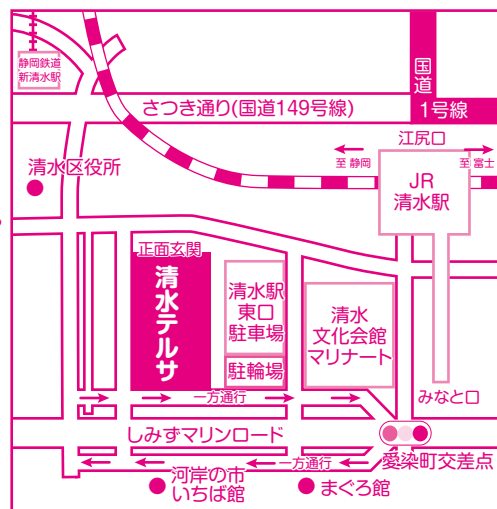 静岡鉄道
新清水駅
国道
1号線
さつき通り(国道149号線)
江尻口
至 静岡
至 富士
清水区役所
JR
清水駅
正面玄関
清水テルサ
清水駅
東口
駐車場
駐輪場
清水
文化会館
マリナート
みなと口
一方通行
しみずマリンロード
愛染町交差点
一方通行
河岸の市
いちば館
まぐろ館